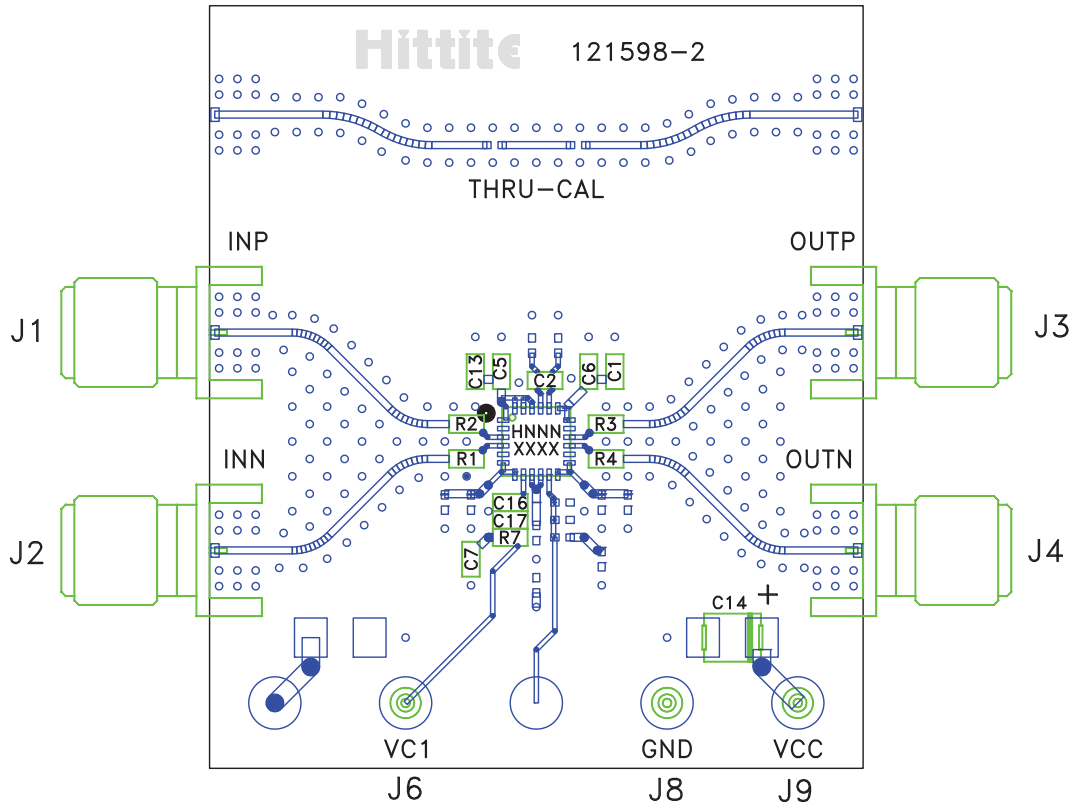 Hittite 121598-2
THRU-CAL
INP OUTP
J1 J3
C13 C5 C2 C6 C1
R2 HNNN R3
R1 XXXX R4
INN OUTN
C16
C17
R7
C7
J2 J4
C14 +
VC1 GND VCC
J6 J8 J9